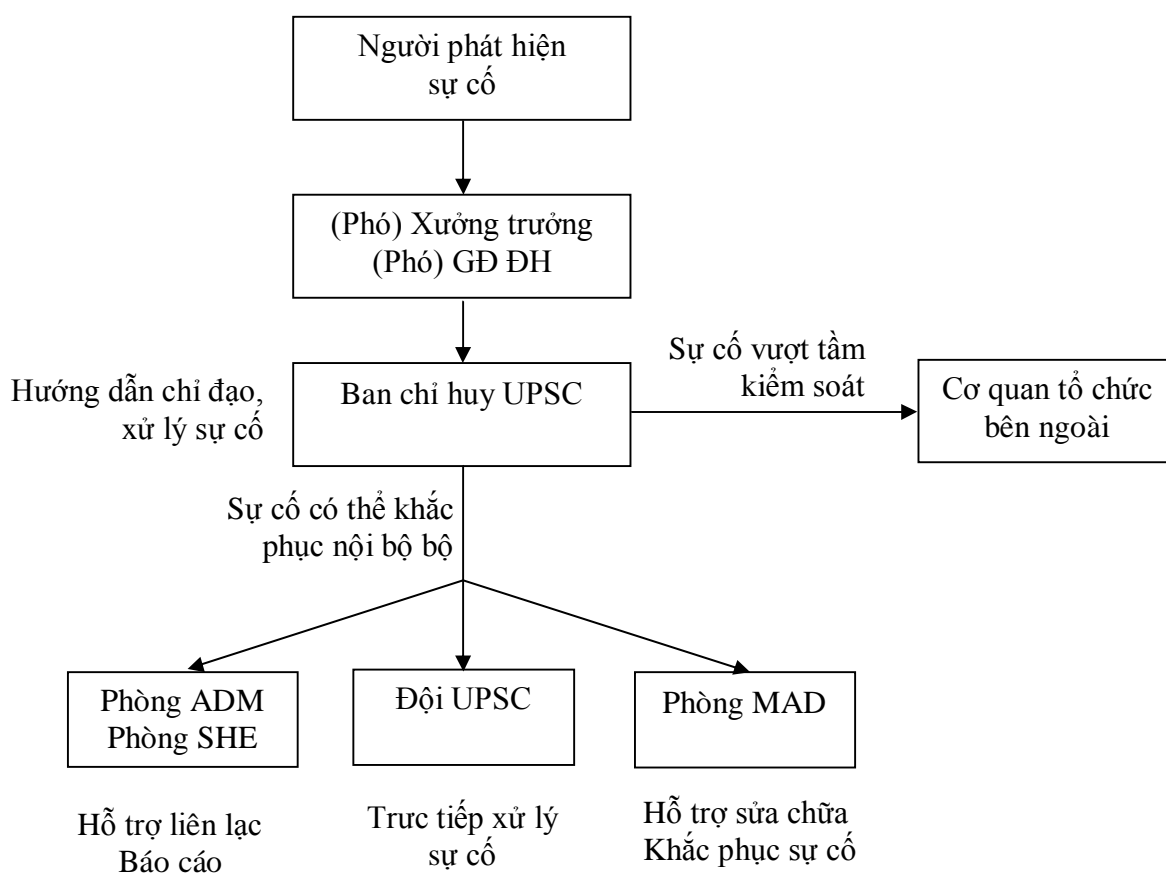 Người phát hiện
sự cố
(Phó) Xưởng trưởng
(Phó) GĐ ĐH
Sự cố vượt tầm
kiểm soát
Hướng dẫn chỉ đạo,
xử lý sự cố
Ban chỉ huy UPSC
Cơ quan tổ chức
bên ngoài
Sự cố có thể khắc
phục nội bộ bộ
Phòng ADM
Phòng SHE
Đội UPSC
Phòng MAD
Hỗ trợ liên lạc
Báo cáo
Trưc tiếp xử lý
sự cố
Hỗ trợ sửa chữa
Khắc phục sự cố